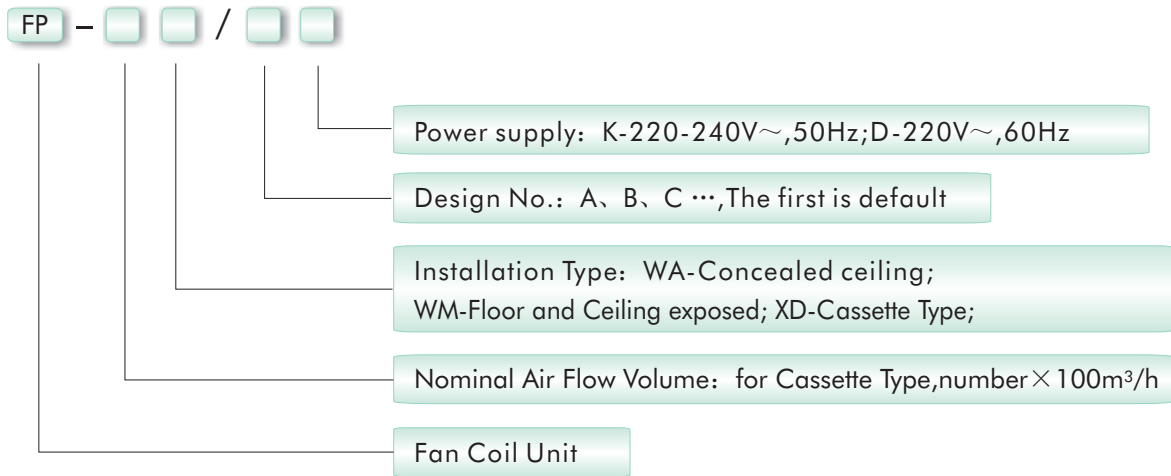 FP – /
Power supply：K-220-240V～,50Hz;D-220V～,60Hz
Design No.：A、B、C ···,The first is default
Installation Type：WA-Concealed ceiling;
WM-Floor and Ceiling exposed; XD-Cassette Type;
Nominal Air Flow Volume：for Cassette Type,number×100m³/h
Fan Coil Unit